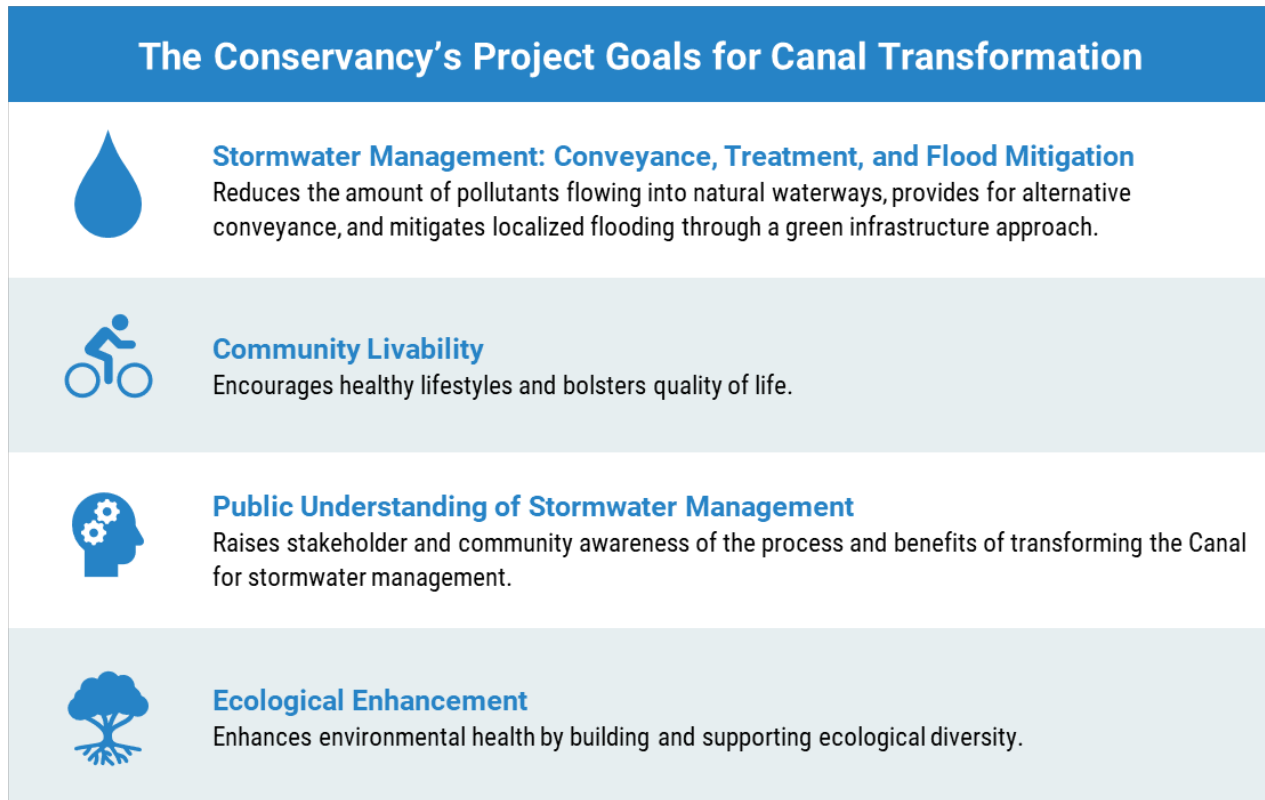 The Conservancy’s Project Goals for Canal Transformation
Stormwater Management: Conveyance, Treatment, and Flood Mitigation
Reduces the amount of pollutants flowing into natural waterways, provides for alternative
conveyance, and mitigates localized flooding through a green infrastructure approach.
Community Livability
Encourages healthy lifestyles and bolsters quality of life.
Public Understanding of Stormwater Management
Raises stakeholder and community awareness of the process and benefits of transforming the Canal
for stormwater management.
Ecological Enhancement
Enhances environmental health by building and supporting ecological diversity.